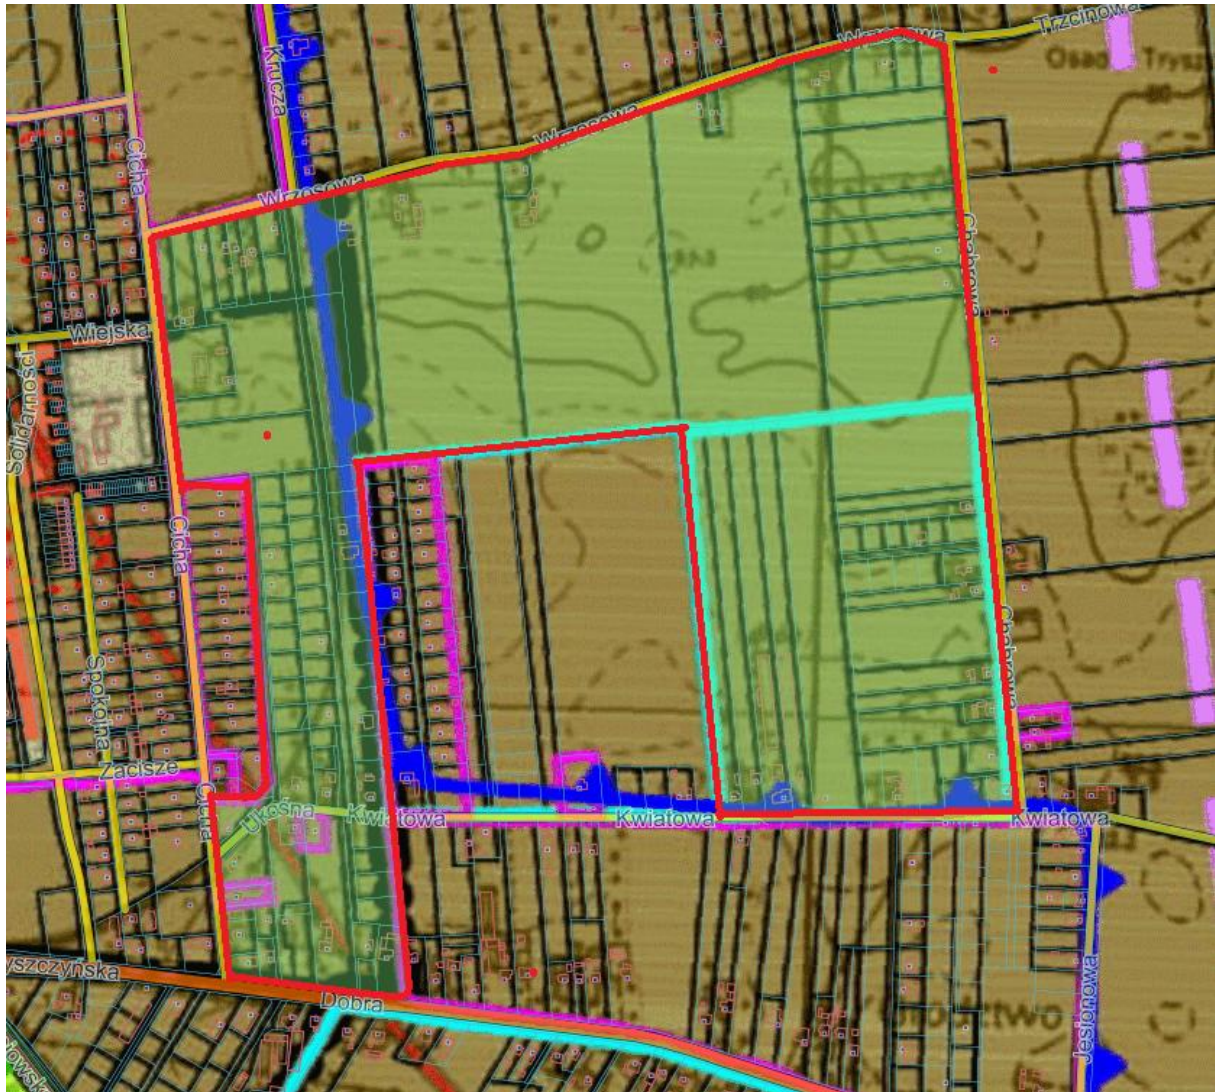 Trzcinowa
Wrzosowa
Krucza
Osad
Trysz
Wrzosowa
Cicha
Wrzosowa
Chabrowa
Wiejska
Solidarności
Cicha
Chabrowa
Spokojna
Zacisze
Cicha
Ukośna
Kwiatowa
Kwiatowa
Kwiatowa
yszczyńska
Dobra
Jesionowa